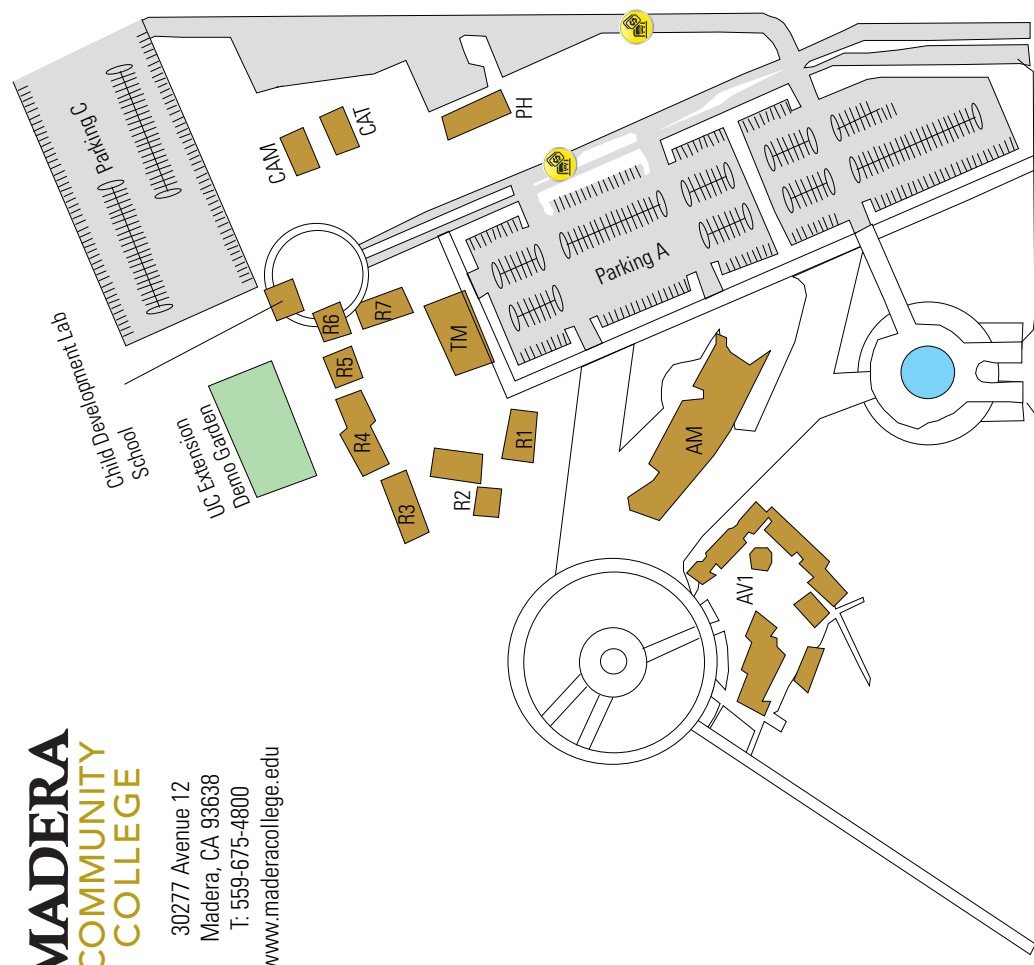 MADERA
COMMUNITY
COLLEGE
30277 Avenue 12
Madera, CA 93638
T: 559-675-4800
www.maderacollege.edu
Parking C
CAM
CAT
PH
Child Development Lab
School
UC Extension
Demo Garden
R6
R7
R5
R4
R3
R2
R1
TM
Parking A
AM
AV1